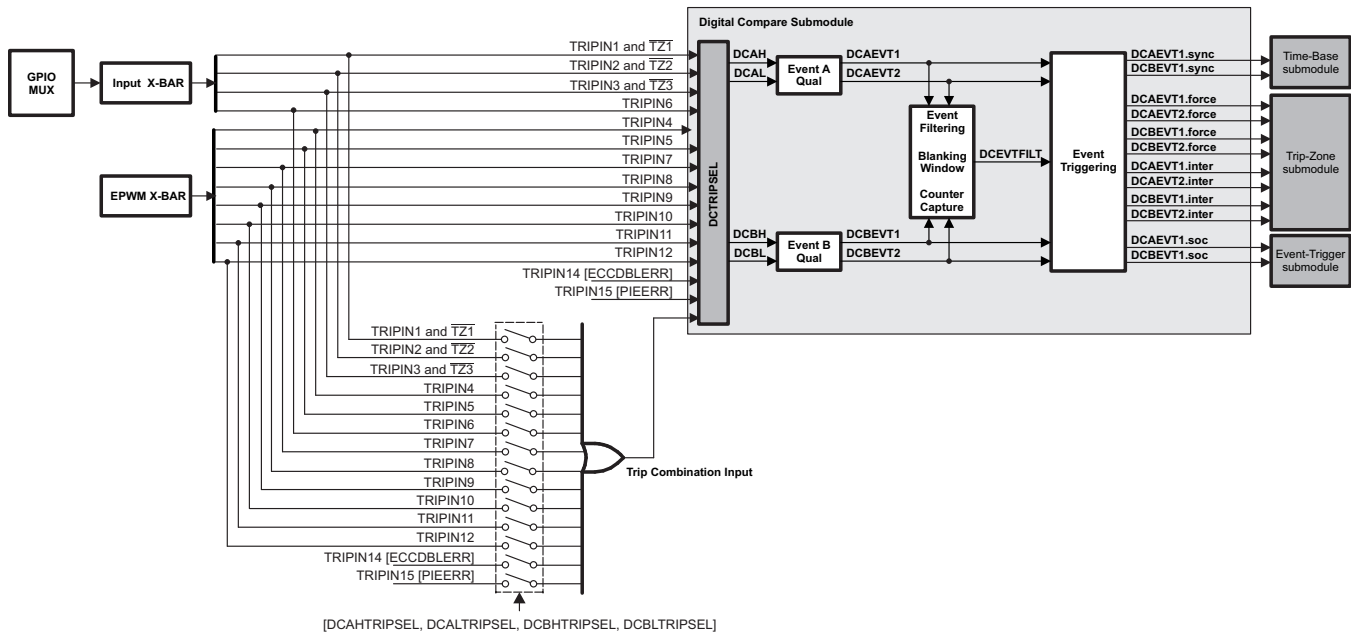 Digital Compare Submodule
GPIO
MUX
Input X-BAR
EPWM X-BAR
TRIPIN1 and TZ1
TRIPIN2 and TZ2
TRIPIN3 and TZ3
TRIPIN6
TRIPIN4
TRIPIN5
TRIPIN7
TRIPIN8
TRIPIN9
TRIPIN10
TRIPIN11
TRIPIN12
TRIPIN14 [ECCDBLERR]
TRIPIN15 [PIEERR]
DCTRIPSEL
DCAH
DCAL
Event A
Qual
DCAEVT1
DCAEVT2
Event
Filtering
Blanking
Window
Counter
Capture
DCEVTFILT
DCBH
DCBL
Event B
Qual
DCBEVT1
DCBEVT2
Event
Triggering
DCAEVT1.sync
DCBEVT1.sync
DCAEVT1.force
DCAEVT2.force
DCBEVT1.force
DCBEVT2.force
DCAEVT1.inter
DCAEVT2.inter
DCBEVT1.inter
DCBEVT2.inter
DCAEVT1.soc
DCBEVT1.soc
Time-Base
submodule
Trip-Zone
submodule
Event-Trigger
submodule
TRIPIN1 and TZ1
TRIPIN2 and TZ2
TRIPIN3 and TZ3
TRIPIN4
TRIPIN5
TRIPIN6
TRIPIN7
TRIPIN8
TRIPIN9
TRIPIN10
TRIPIN11
TRIPIN12
TRIPIN14 [ECCDBLERR]
TRIPIN15 [PIEERR]
Trip Combination Input
[DCAHTRIPSEL, DCALTRIPSEL, DCBHTRIPSEL, DCBLTRIPSEL]